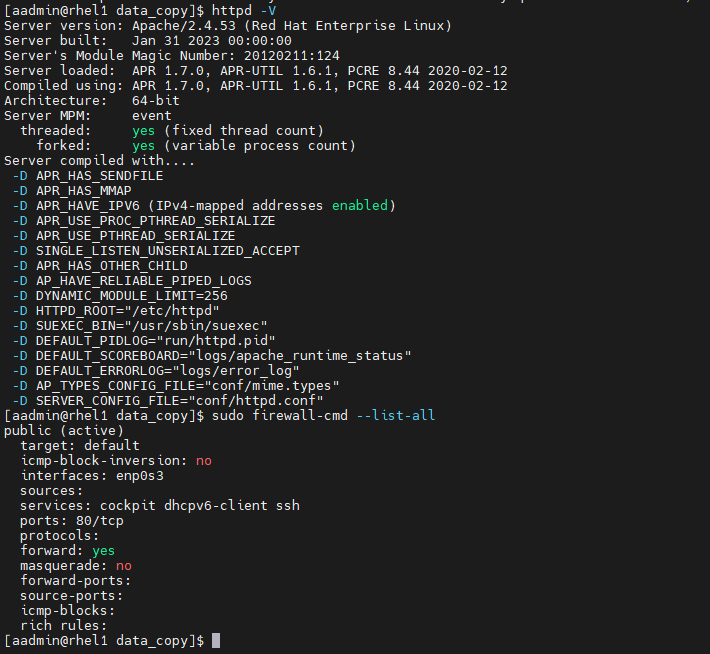 [aadmin@rhel1 data_copy]$ httpd -V
Server version: Apache/2.4.53 (Red Hat Enterprise Linux)
Server built:   Jan 31 2023 00:00:00
Server's Module Magic Number: 20120211:124
Server loaded:  APR 1.7.0, APR-UTIL 1.6.1, PCRE 8.44 2020-02-12
Compiled using: APR 1.7.0, APR-UTIL 1.6.1, PCRE 8.44 2020-02-12
Architecture:   64-bit
Server MPM:     event
  threaded:     yes (fixed thread count)
    forked:     yes (variable process count)
Server compiled with....
 -D APR_HAS_SENDFILE
 -D APR_HAS_MMAP
 -D APR_HAVE_IPV6 (IPv4-mapped addresses enabled)
 -D APR_USE_PROC_PTHREAD_SERIALIZE
 -D APR_USE_PTHREAD_SERIALIZE
 -D SINGLE_LISTEN_UNSERIALIZED_ACCEPT
 -D APR_HAS_OTHER_CHILD
 -D AP_HAVE_RELIABLE_PIPED_LOGS
 -D DYNAMIC_MODULE_LIMIT=256
 -D HTTPD_ROOT="/etc/httpd"
 -D SUEXEC_BIN="/usr/sbin/suexec"
 -D DEFAULT_PIDLOG="run/httpd.pid"
 -D DEFAULT_SCOREBOARD="logs/apache_runtime_status"
 -D DEFAULT_ERRORLOG="logs/error_log"
 -D AP_TYPES_CONFIG_FILE="conf/mime.types"
 -D SERVER_CONFIG_FILE="conf/httpd.conf"
[aadmin@rhel1 data_copy]$ sudo firewall-cmd --list-all
public (active)
  target: default
  icmp-block-inversion: no
  interfaces: enp0s3
  sources:
  services: cockpit dhcpv6-client ssh
  ports: 80/tcp
  protocols:
  forward: yes
  masquerade: no
  forward-ports:
  source-ports:
  icmp-blocks:
  rich rules:
[aadmin@rhel1 data_copy]$